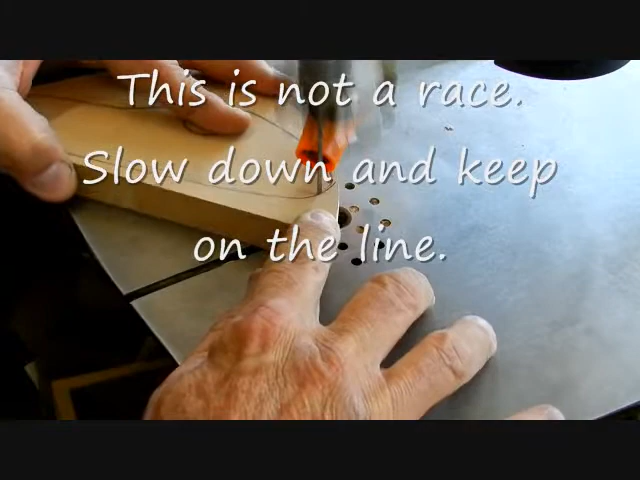 This is not a race.
Slow down and keep
on the line.